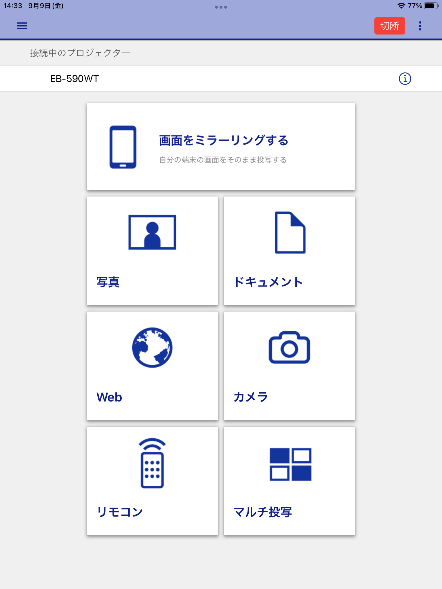 14:33 9月9日(金)
77%
切断
接続中のプロジェクター
EB-590WT
画面をミラーリングする
自分の端末の画面をそのまま投写する
写真
ドキュメント
Web
カメラ
リモコン
マルチ投写